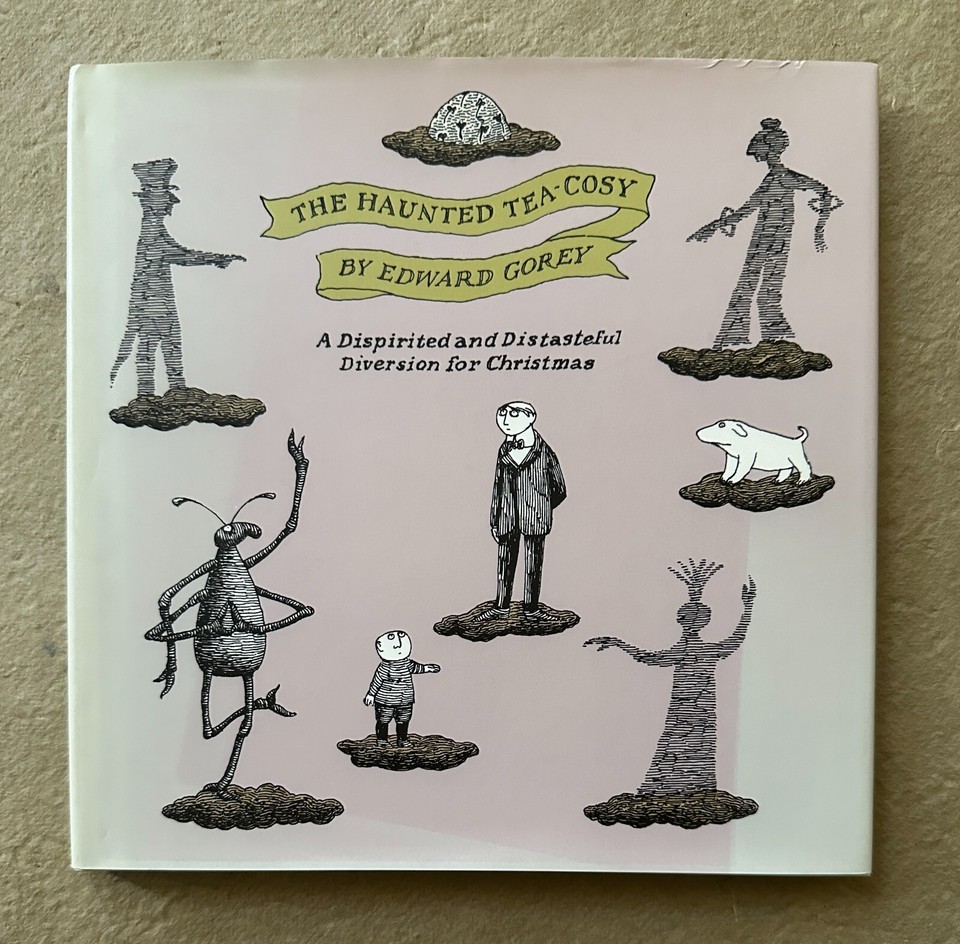 THE HAUNTED TEA-COSY
BY EDWARD GOREY
A Dispirited and Distasteful
Diversion for Christmas